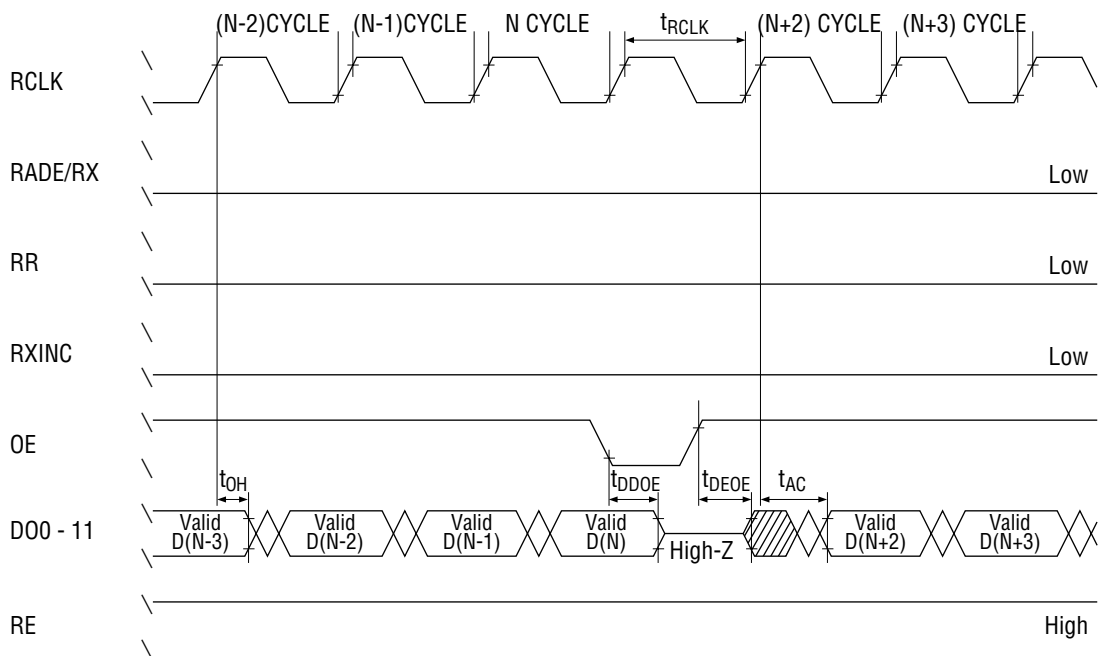 (N-2)CYCLE (N-1)CYCLE N CYCLE tRCLK (N+2) CYCLE (N+3) CYCLE
RCLK
RADE/RX Low
RR Low
RXINC Low
OE
tOH tDDOE tDEOE tAC
DO0 - 11
Valid D(N-3)
Valid D(N-2)
Valid D(N-1)
Valid D(N)
High-Z
Valid D(N+2)
Valid D(N+3)
RE High